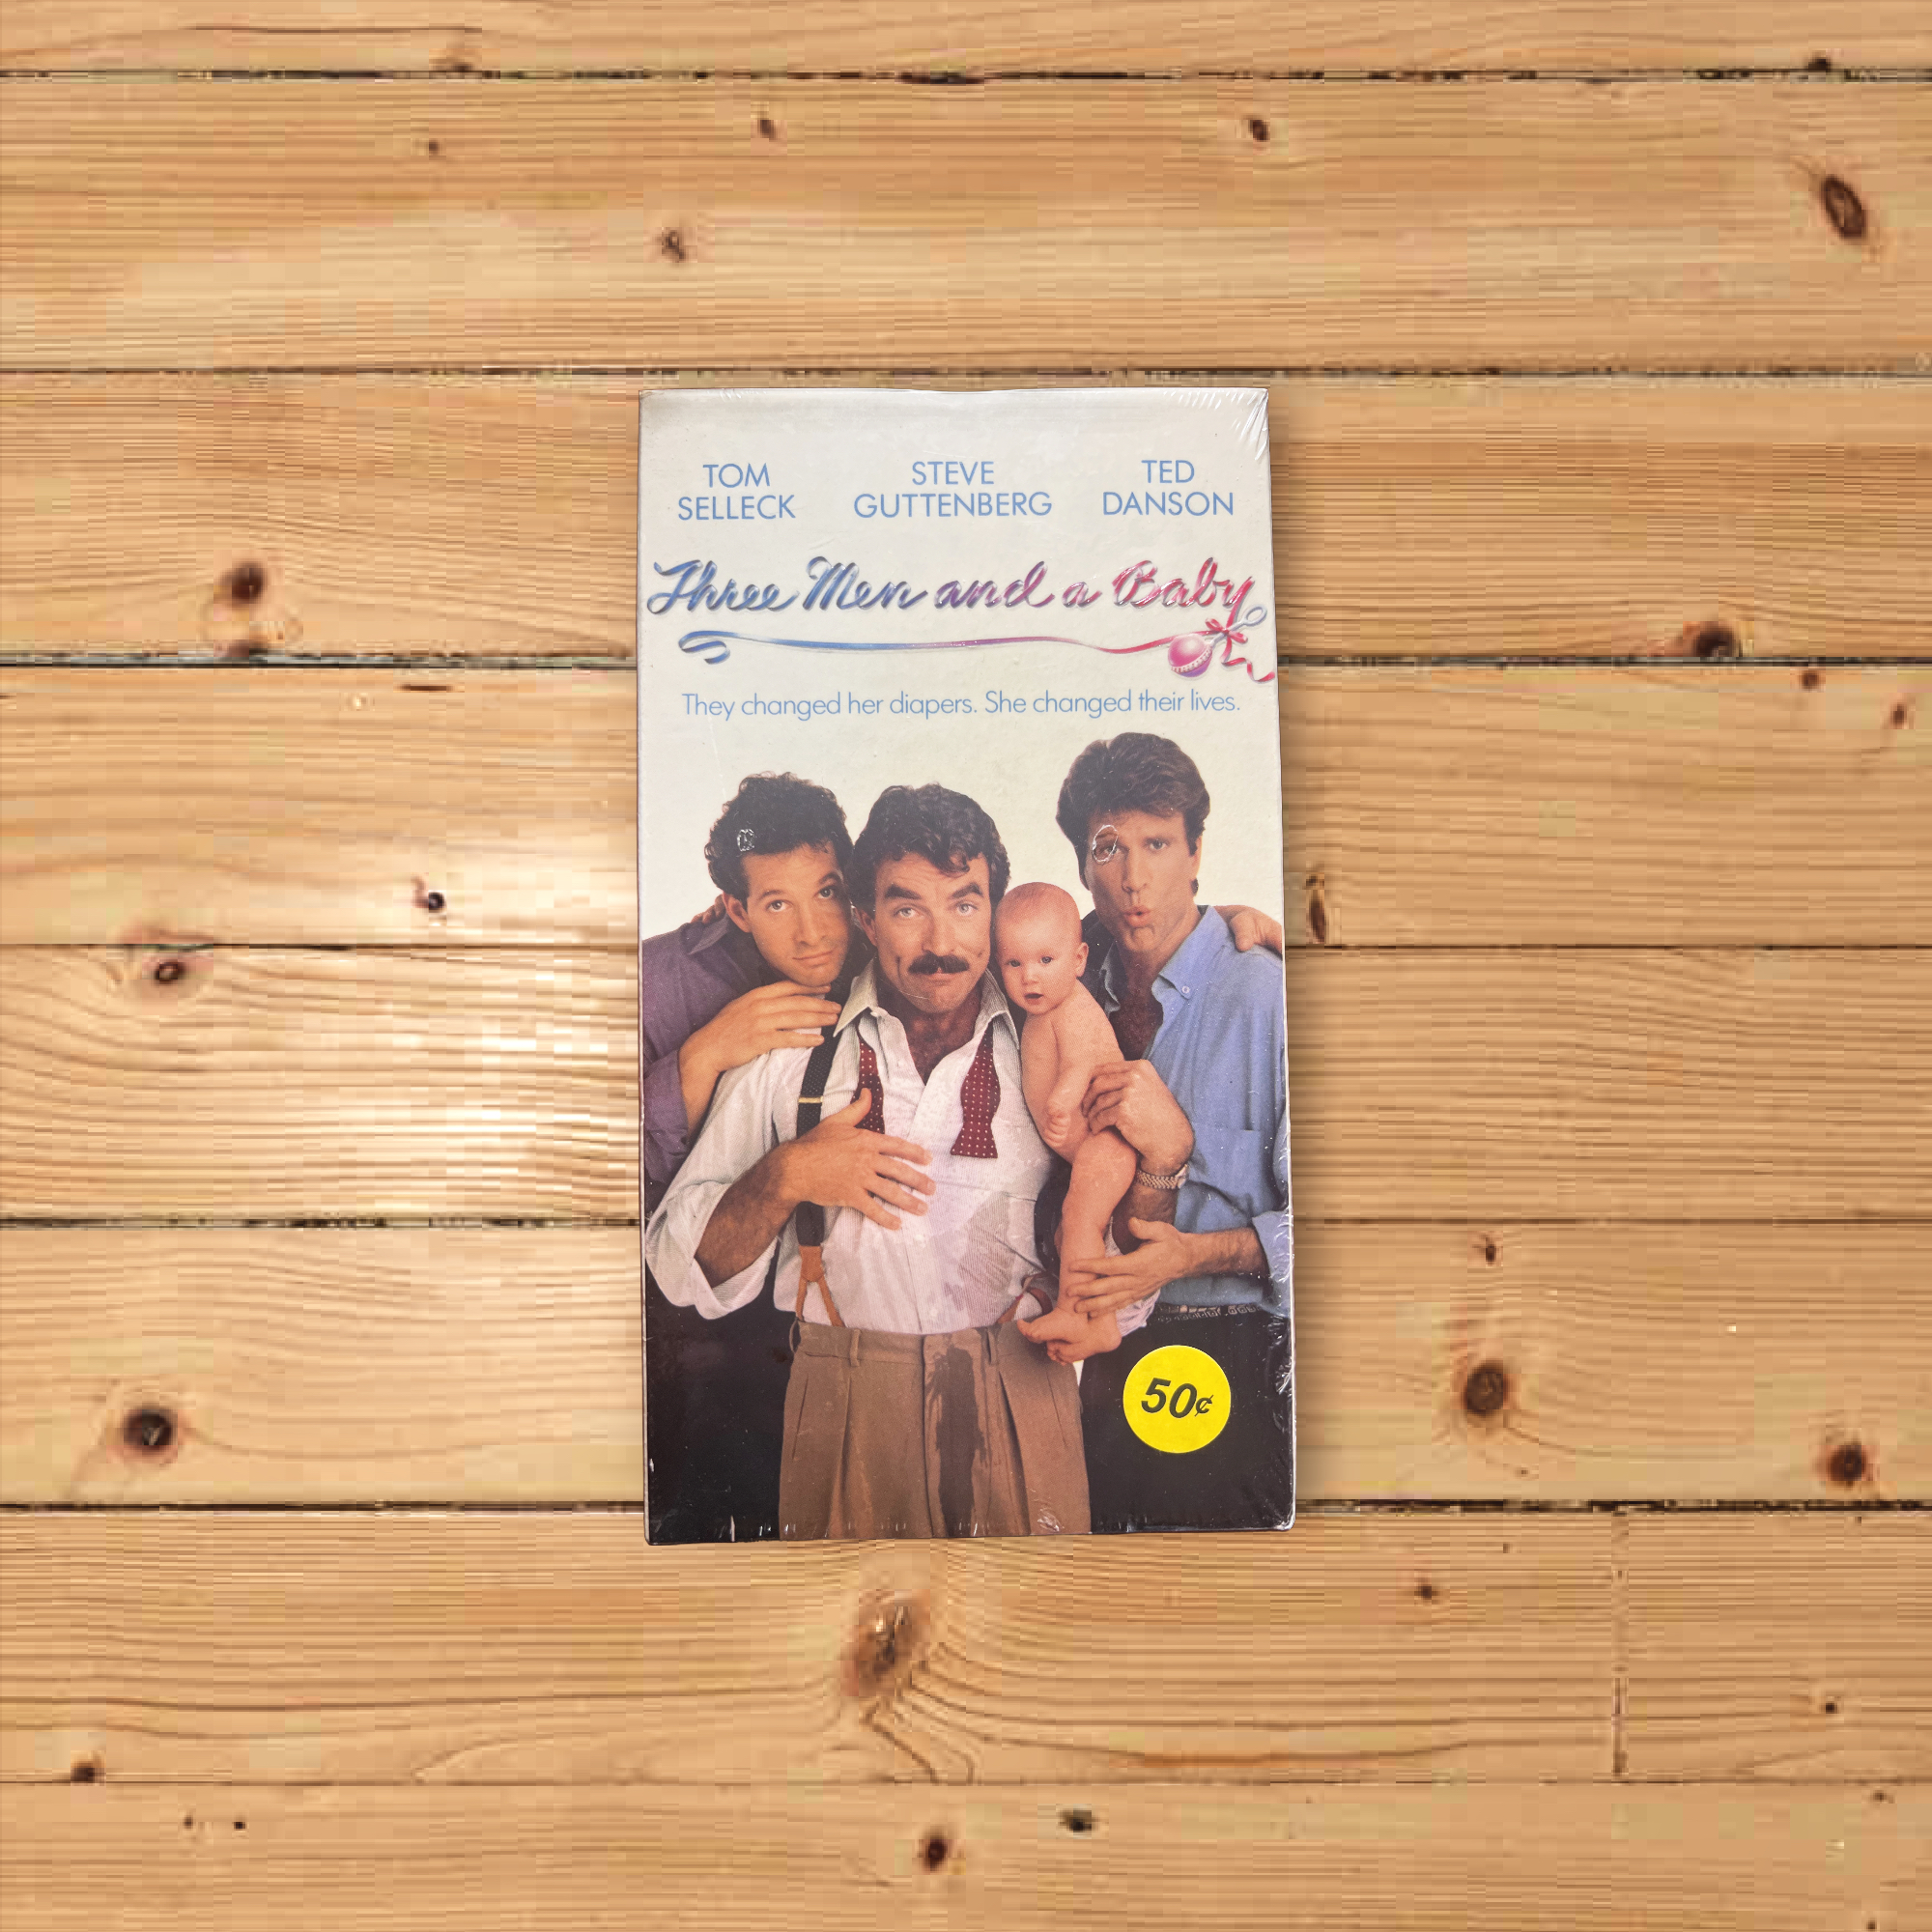 TOM
SELLECK
STEVE
GUTTENBERG
TED
DANSON
Three Men and a Baby
They changed her diapers. She changed their lives.
50¢